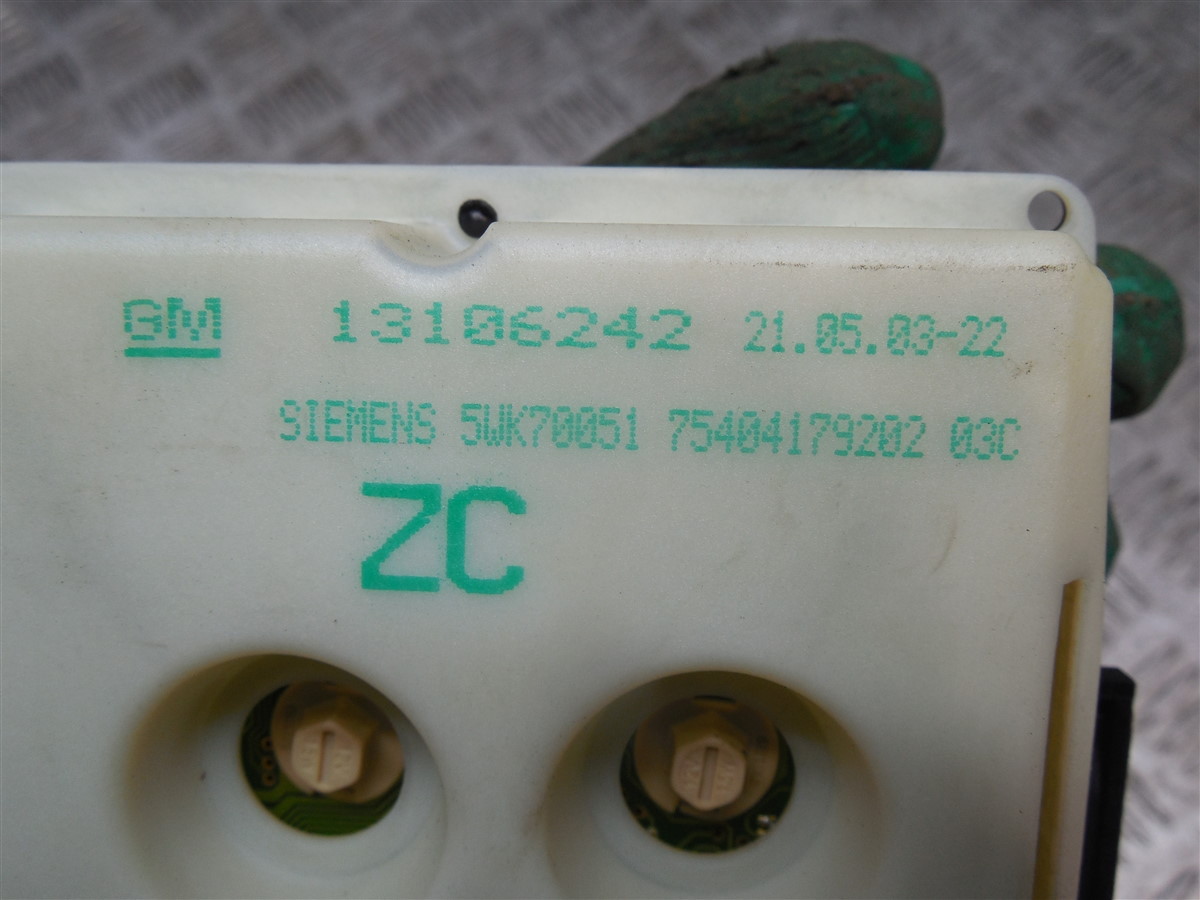 GM 13106242 21.05.03-22
SIEMENS 5WK70051 75404179202 03C
ZC